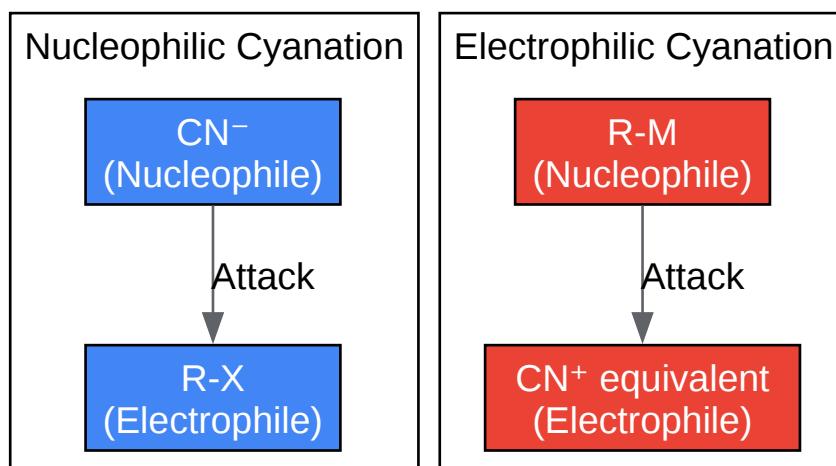 Nucleophilic Cyanation
CN⁻
(Nucleophile)
Attack
R-X
(Electrophile)
Electrophilic Cyanation
R-M
(Nucleophile)
Attack
CN⁺ equivalent
(Electrophile)